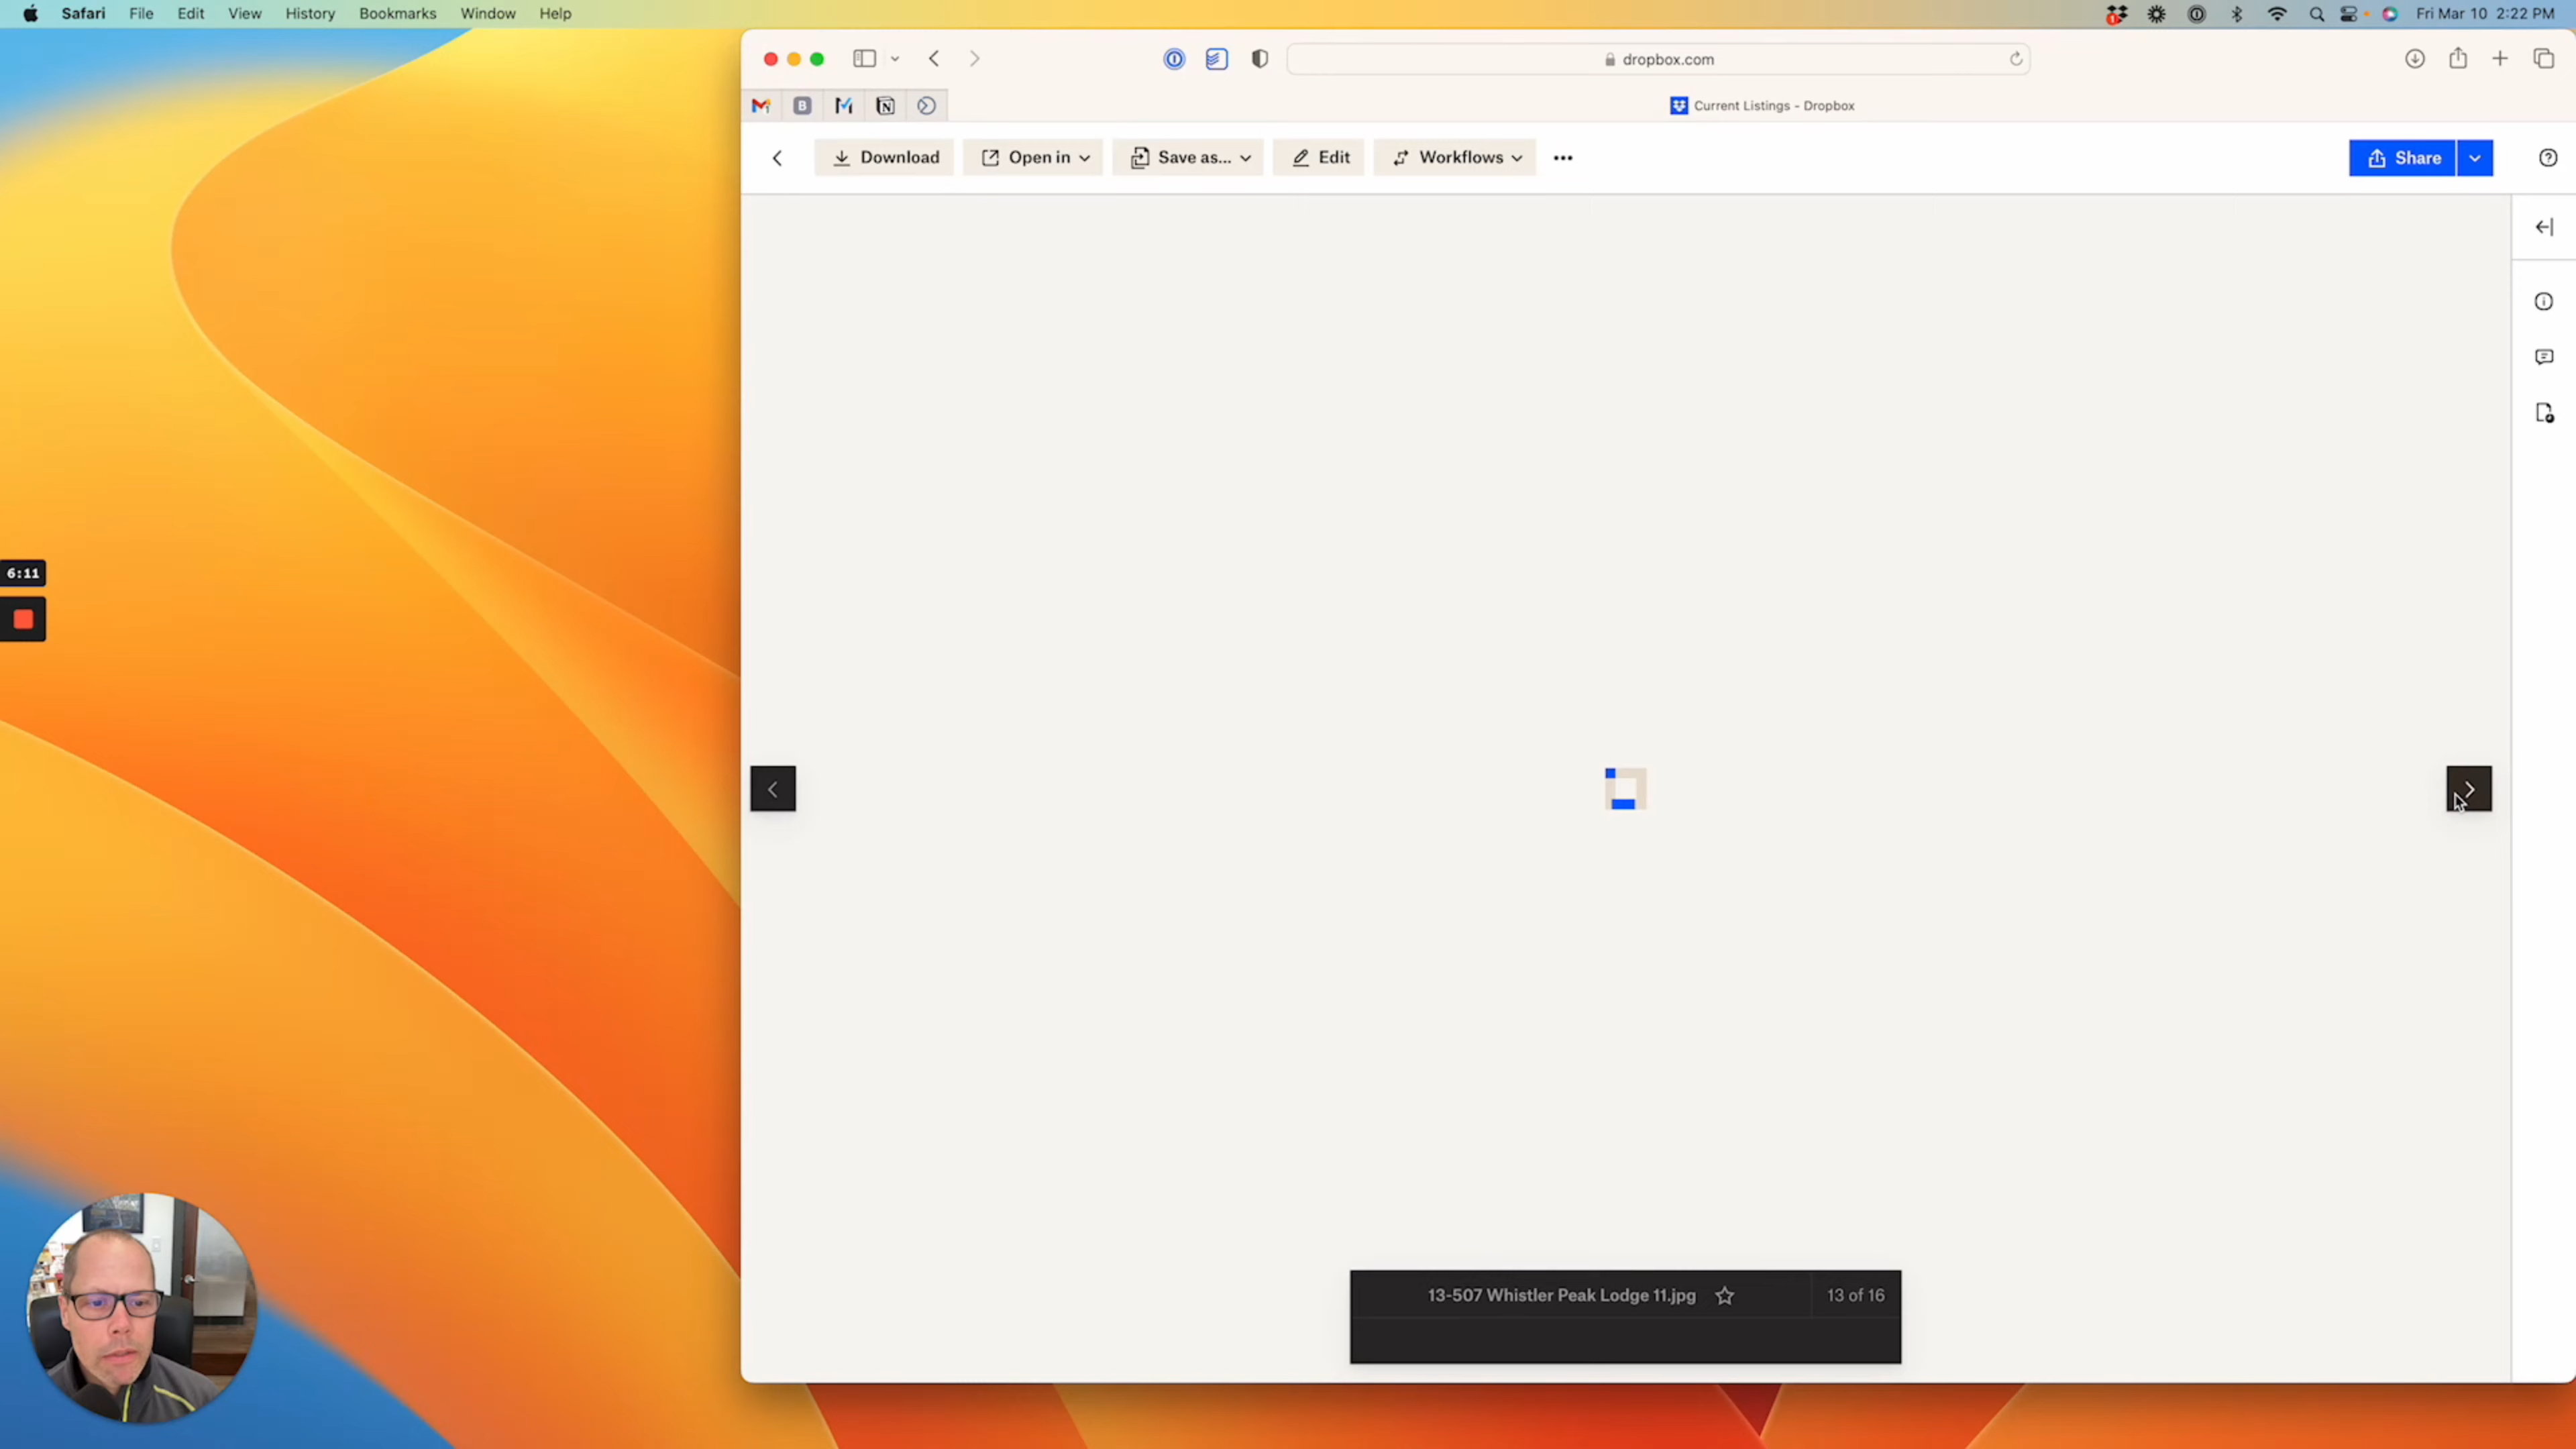 Safari File Edit View History Bookmarks Window Help Fri Mar 10 2:22 PM
dropbox.com
B Current Listings - Dropbox
Download Open in Save as... Edit Workflows Share
6:11
13-507 Whistler Peak Lodge 11.jpg 13 of 16